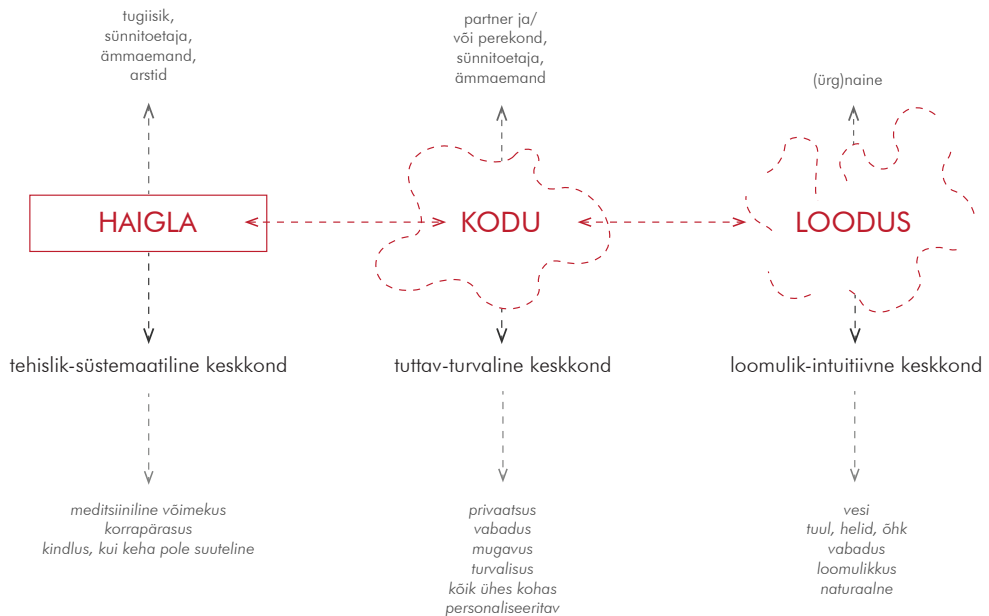 tugiisik,
sünnitoetaja,
ämmaemand,
arstid
HAIGLA
tehislik-süstemaatiline keskkond
meditsiiniline võimekus
korrapärasus
kindlus, kui keha pole suuteline
partner ja/
või perekond,
sünnitoetaja,
ämmaemand
KODU
tuttav-turvaline keskkond
privaatsus
vabadus
mugavus
turvalisus
kõik ühes kohas
personaliseeritav
(ürg)naine
LOODUS
loomulik-intuitiivne keskkond
vesi
tuul, helid, õhk
vabadus
loomulikkus
naturaalne